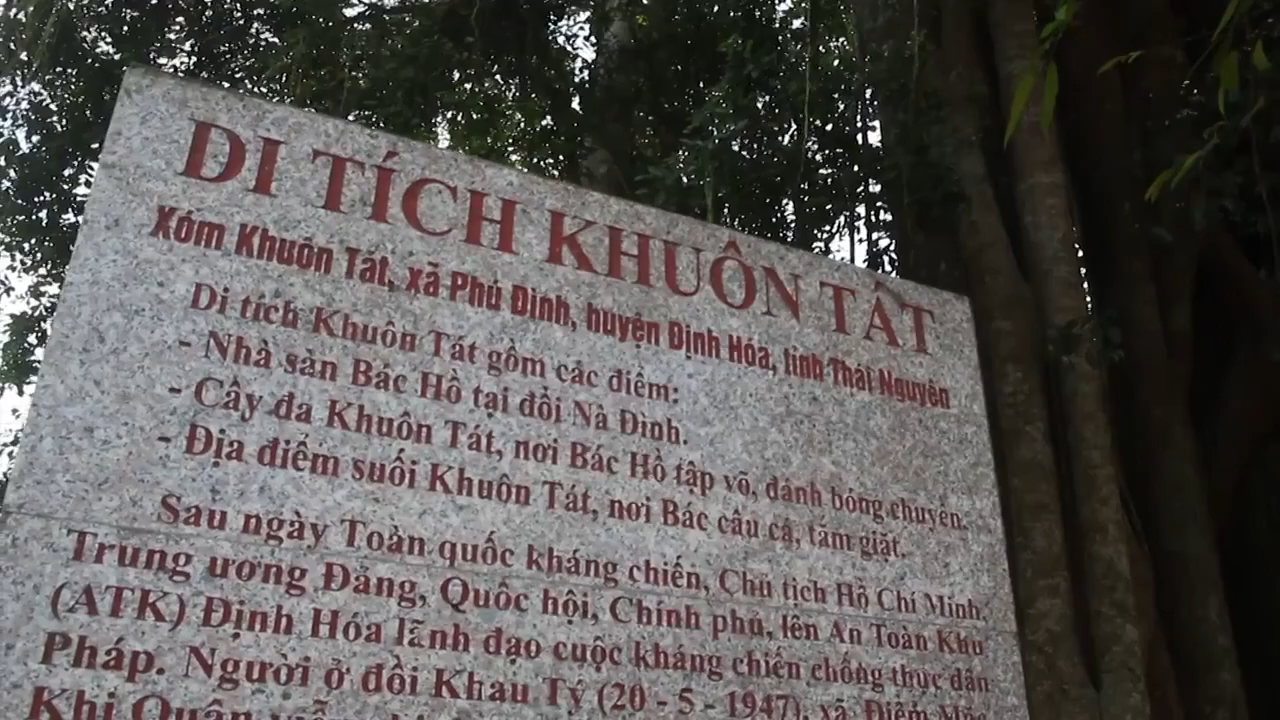 DI TÍCH KHUÔN TÁT
Xóm Khuôn Tát, xã Phú Đình, huyện Định Hóa, tỉnh Thái Nguyên
Di tích Khuôn Tát gồm các điểm:
- Nhà sàn Bác Hồ tại đồi Nà Đình.
- Cây đa Khuôn Tát, nơi Bác Hồ tập võ, đánh bóng chuyền.
- Địa điểm suối Khuôn Tát, nơi Bác câu cá, tắm giặt.
Sau ngày Toàn quốc kháng chiến, Chủ tịch Hồ Chí Minh,
Trung ương Đảng, Quốc hội, Chính phủ, lên An Toàn Khu
(ATK) Định Hóa lãnh đạo cuộc kháng chiến chống thực dân
Pháp. Người ở đồi Khau Tý (20 - 5 - 1947), xã Điềm Mặc
Khi Quân